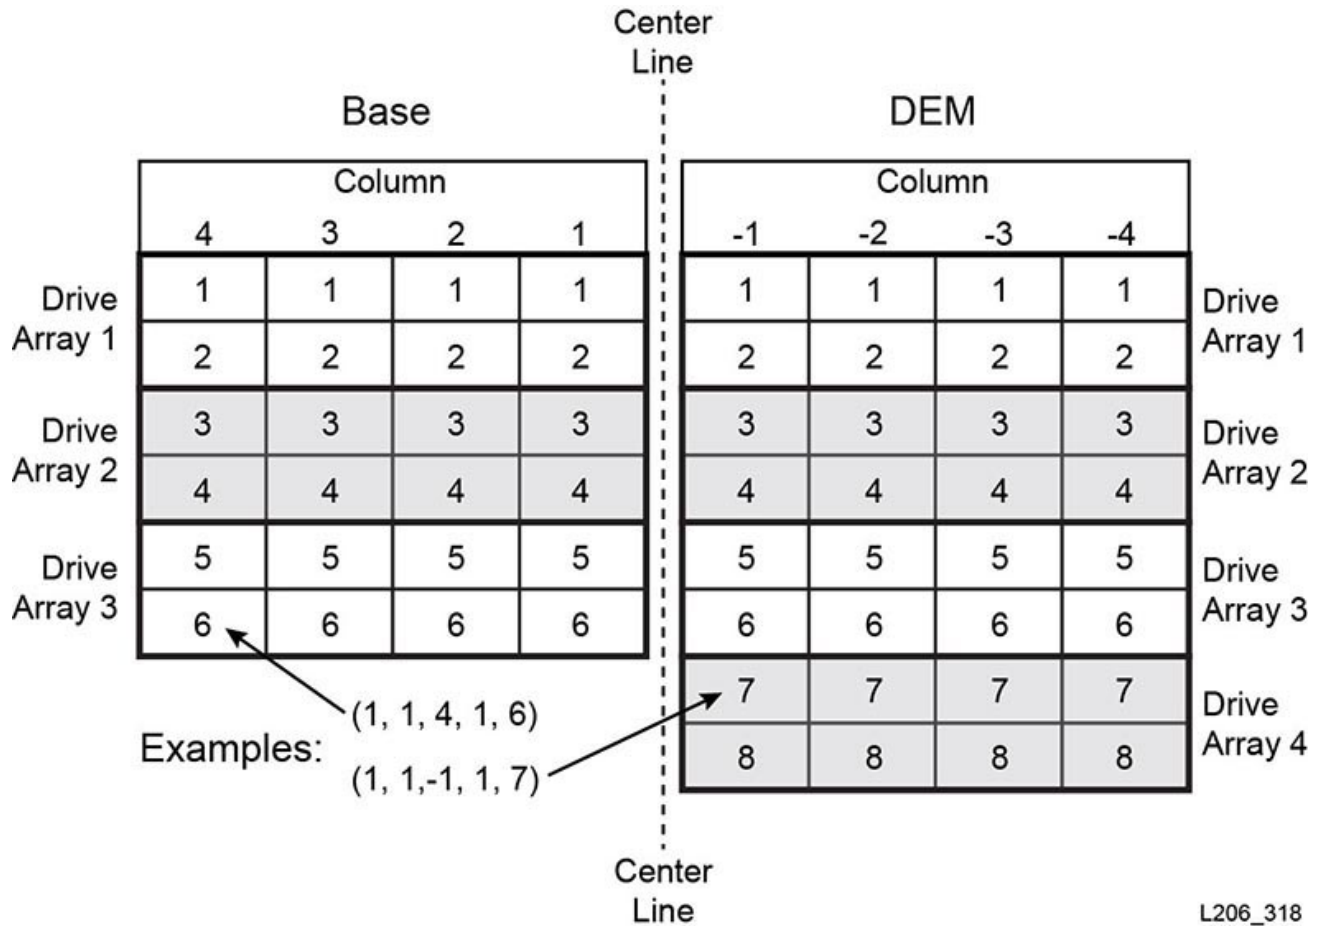 Center
Line
Base DEM
Column Column
4 3 2 1 -1 -2 -3 -4
Drive
Array 1
1 1 1 1 1 1 1 1
2 2 2 2 2 2 2 2
Drive
Array 1
Drive
Array 2
3 3 3 3 3 3 3 3
4 4 4 4 4 4 4 4
Drive
Array 2
Drive
Array 3
5 5 5 5 5 5 5 5
6 6 6 6 6 6 6 6
Drive
Array 3
7 7 7 7
8 8 8 8
Drive
Array 4
Examples:
(1, 1, 4, 1, 6)
(1, 1,-1, 1, 7)
Center
Line
L206_318